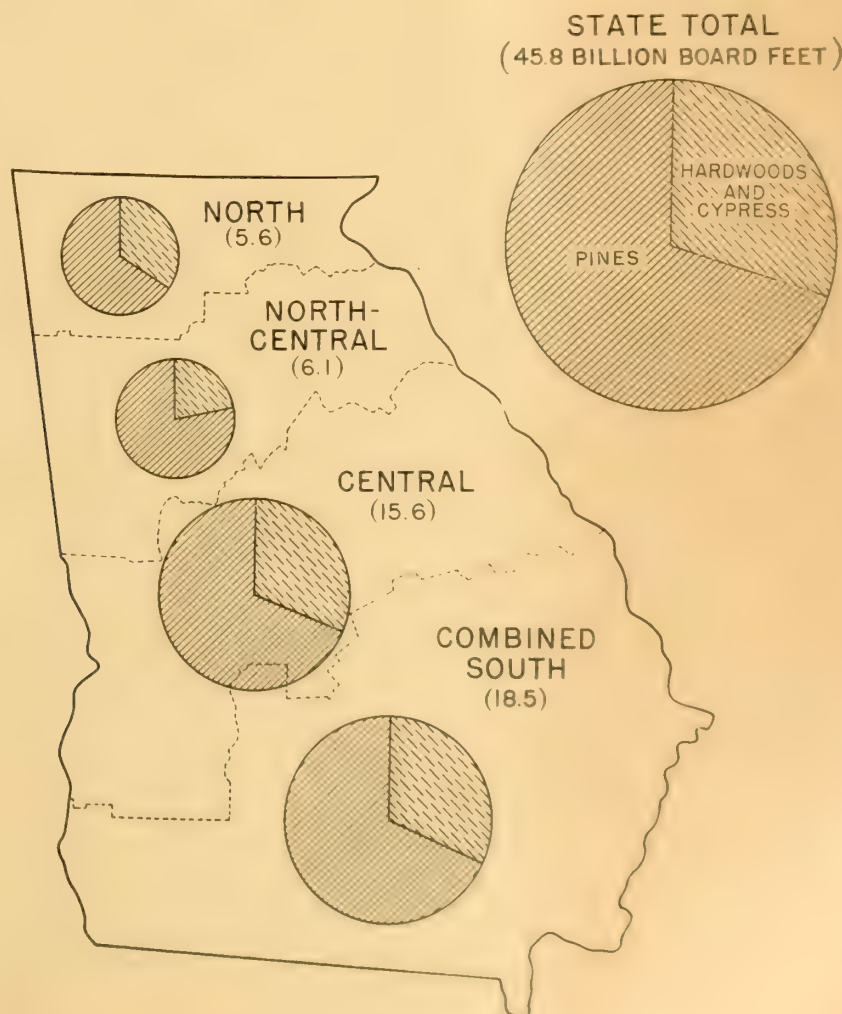 STATE TOTAL
(45.8 BILLION BOARD FEET)
HARDWOODS
AND
CYPRESS
PINES
NORTH
(5.6)
NORTH-
CENTRAL
(6.1)
CENTRAL
(15.6)
COMBINED
SOUTH
(18.5)